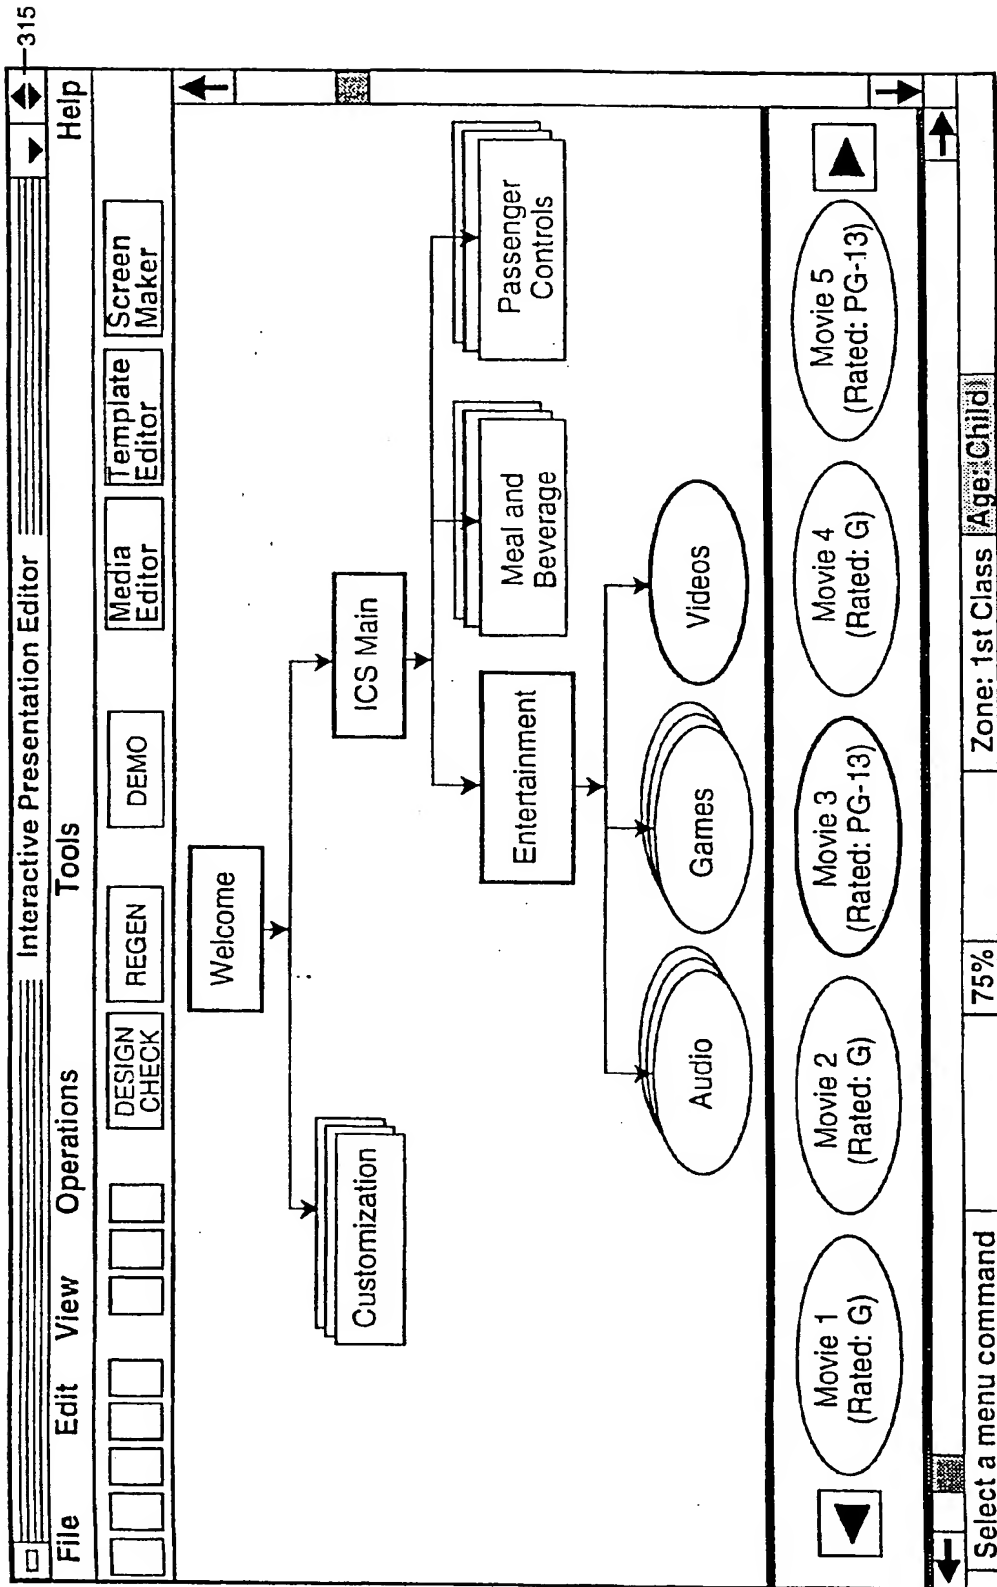 315
Interactive Presentation Editor
File Edit View Operations Tools Help
DESIGN
CHECK
REGEN
DEMO
Media
Editor
Template
Editor
Screen
Maker
Welcome
Customization
ICS Main
Entertainment
Meal and
Beverage
Passenger
Controls
Audio
Games
Videos
Movie 1
(Rated: G)
Movie 2
(Rated: G)
Movie 3
(Rated: PG-13)
Movie 4
(Rated: G)
Movie 5
(Rated: PG-13)
Select a menu command
75%
Zone: 1st Class
Age: Child